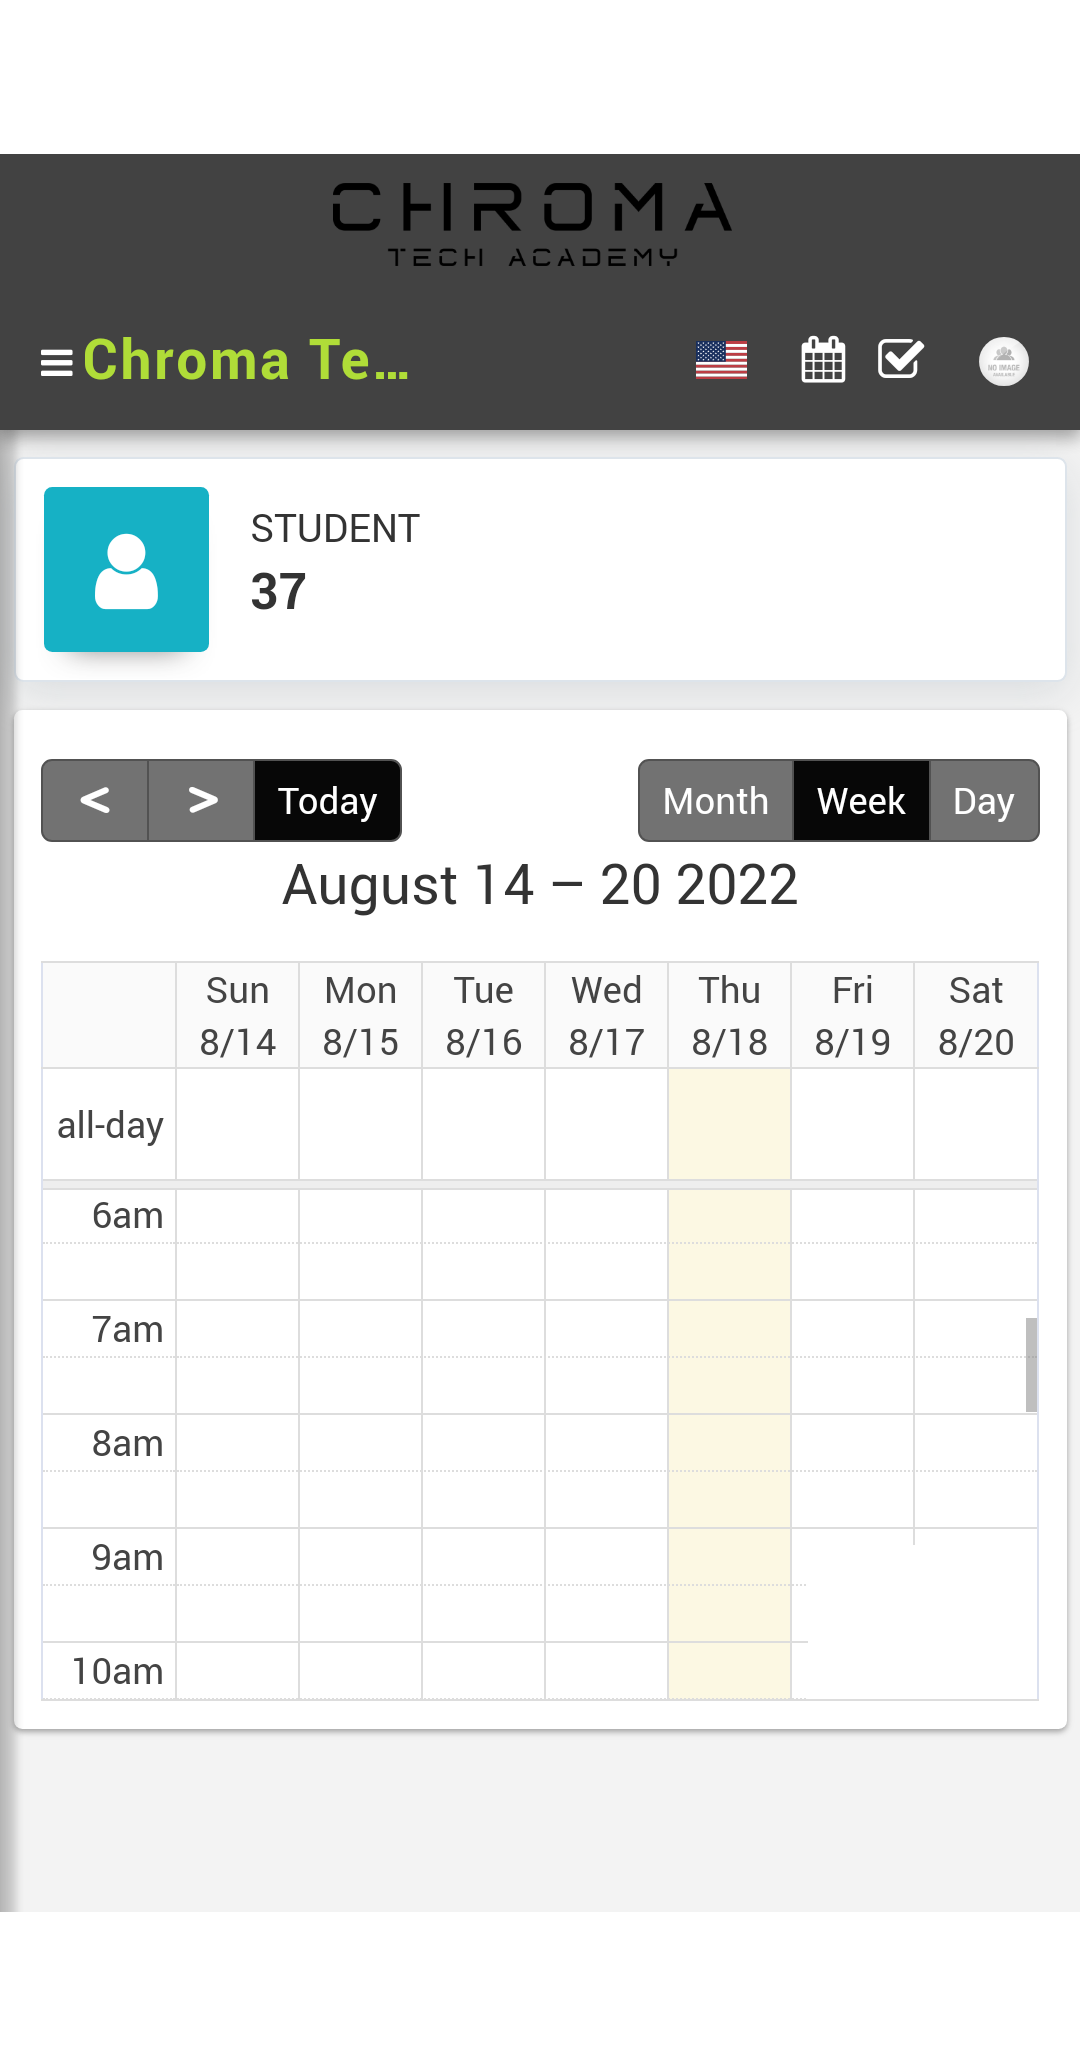 CHROMA
TECH ACADEMY
Chroma Te...
NO IMAGE
AVAILABLE
STUDENT
37
< > Today Month Week Day
August 14 – 20 2022
Sun Mon Tue Wed Thu Fri Sat
8/14 8/15 8/16 8/17 8/18 8/19 8/20
all-day
6am
7am
8am
9am
10am